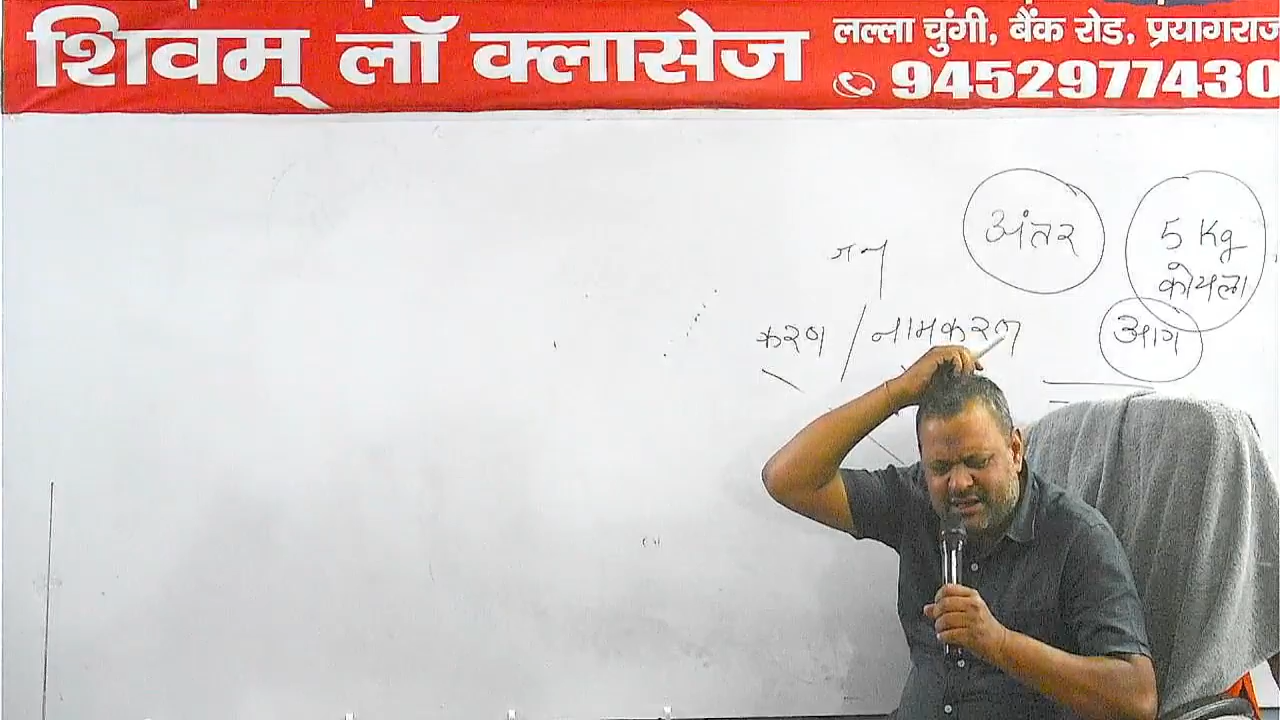 शिवम् लॉ क्लासेज
लल्ला चुंगी, बैंक रोड, प्रयागराज
9452977430
अंतर
5 Kg
कोयला
करण / नामकरण
आग